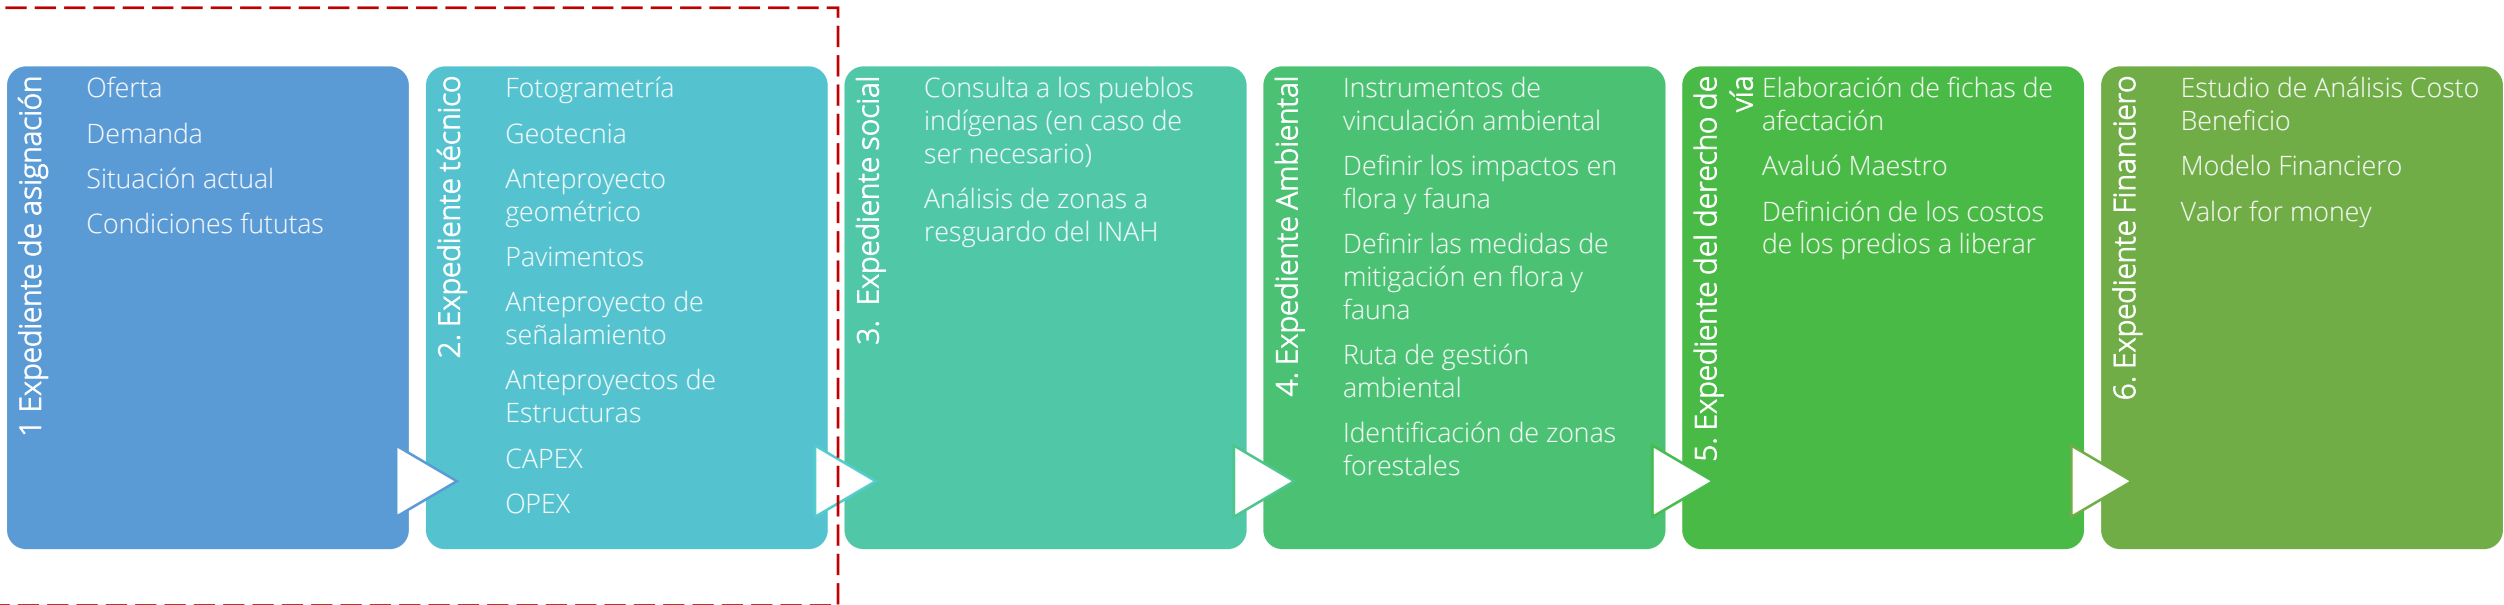 1 Expediente de asignación
Oferta
Demanda
Situación actual
Condiciones fututas
2. Expediente técnico
Fotogrametría
Geotecnia
Anteproyecto
geométrico
Pavimentos
Anteproyecto de
señalamiento
Anteproyectos de
Estructuras
CAPEX
OPEX
3. Expediente social
Consulta a los pueblos
indígenas (en caso de
ser necesario)
Análisis de zonas a
resguardo del INAH
4. Expediente Ambiental
Instrumentos de
vinculación ambiental
Definir los impactos en
flora y fauna
Definir las medidas de
mitigación en flora y
fauna
Ruta de gestión
ambiental
Identificación de zonas
forestales
5. Expediente del derecho de
vía
Elaboración de fichas de
afectación
Avaluó Maestro
Definición de los costos
de los predios a liberar
6. Expediente Financiero
Estudio de Análisis Costo
Beneficio
Modelo Financiero
Valor for money